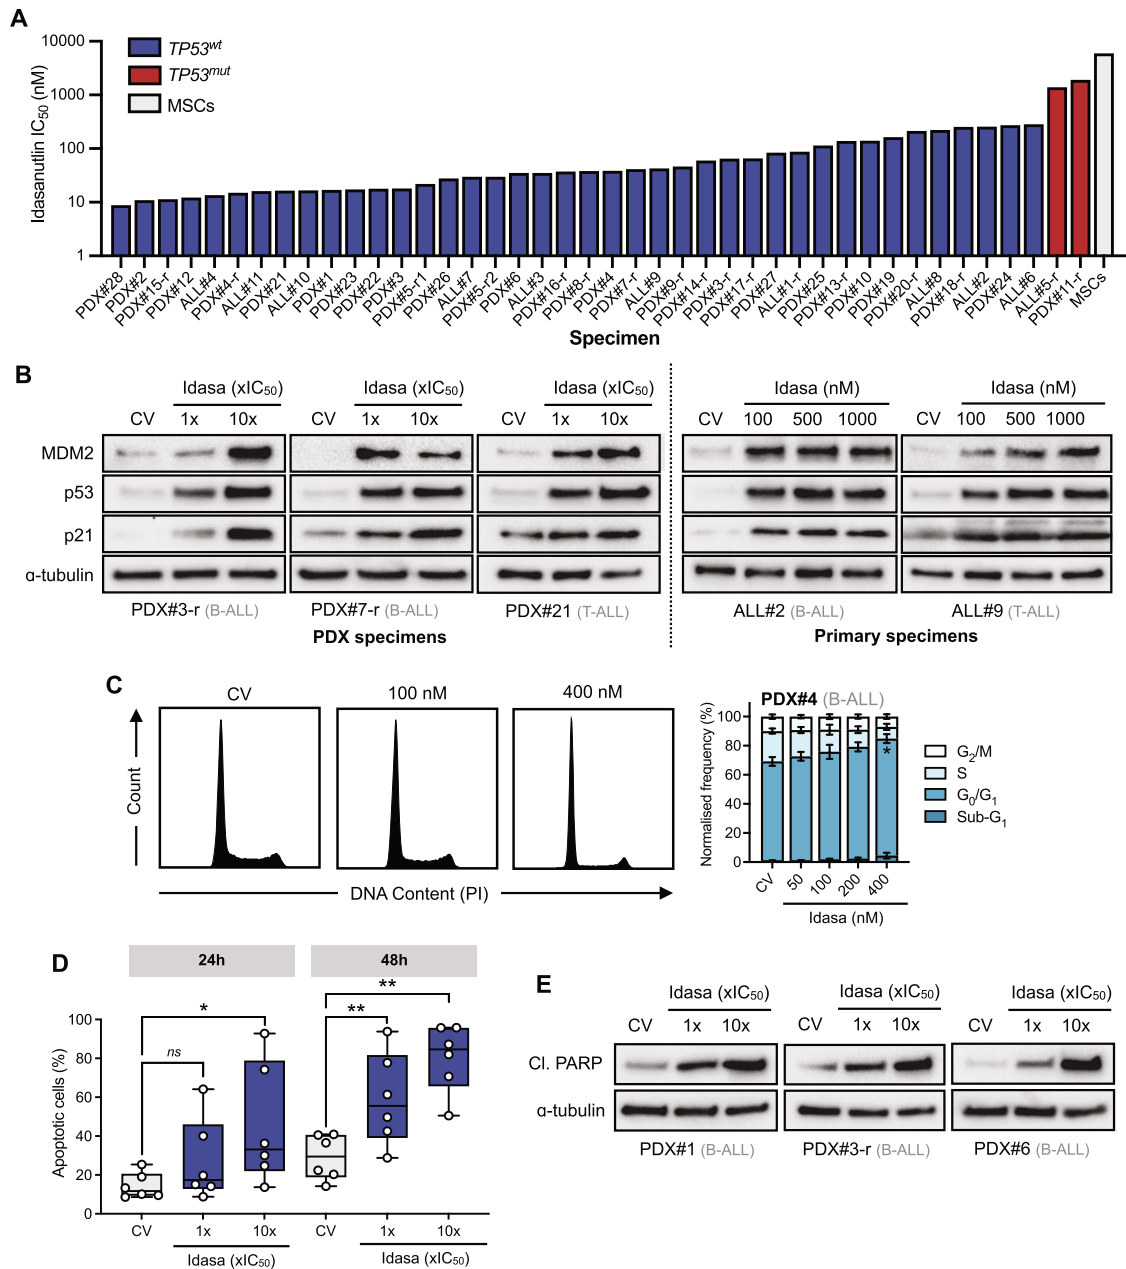 A
10000
1000
100
10
1
Idasanutlin IC50 (nM)
TP53wt
TP53mut
MSCs
PDX#28
PDX#2
PDX#15-r
PDX#12
ALL#4
PDX#4-r
ALL#11
PDX#21
ALL#10
PDX#1
PDX#23
PDX#22
PDX#3
PDX#5-r1
PDX#26
ALL#7
PDX#5-r2
PDX#6
ALL#3
PDX#16-r
PDX#8-r
PDX#4
PDX#7-r
ALL#9
PDX#9-r
PDX#14-r
PDX#3-r
PDX#17-r
PDX#27
ALL#1-r
PDX#25
PDX#13-r
PDX#10
PDX#19
PDX#20-r
ALL#8
PDX#18-r
ALL#2
PDX#24
ALL#6
ALL#5-r
PDX#11-r
MSCs
Specimen
B
Idasa (xIC50) Idasa (xIC50) Idasa (xIC50) Idasa (nM) Idasa (nM)
CV 1x 10x CV 1x 10x CV 1x 10x CV 100 500 1000 CV 100 500 1000
MDM2
p53
p21
α-tubulin
PDX#3-r (B-ALL) PDX#7-r (B-ALL) PDX#21 (T-ALL) ALL#2 (B-ALL) ALL#9 (T-ALL)
PDX specimens Primary specimens
C
CV 100 nM 400 nM
Count
DNA Content (PI)
PDX#4 (B-ALL)
Normalised frequency (%)
100
80
60
40
20
0
*
CV 50 100 200 400
Idasa (nM)
G2/M
S
G0/G1
Sub-G1
D
24h 48h
Apoptotic cells (%)
100
80
60
40
20
0
* ns ** **
CV 1x 10x CV 1x 10x
Idasa (xIC50) Idasa (xIC50)
E
Idasa (xIC50) Idasa (xIC50) Idasa (xIC50)
CV 1x 10x CV 1x 10x CV 1x 10x
Cl. PARP
α-tubulin
PDX#1 (B-ALL) PDX#3-r (B-ALL) PDX#6 (B-ALL)